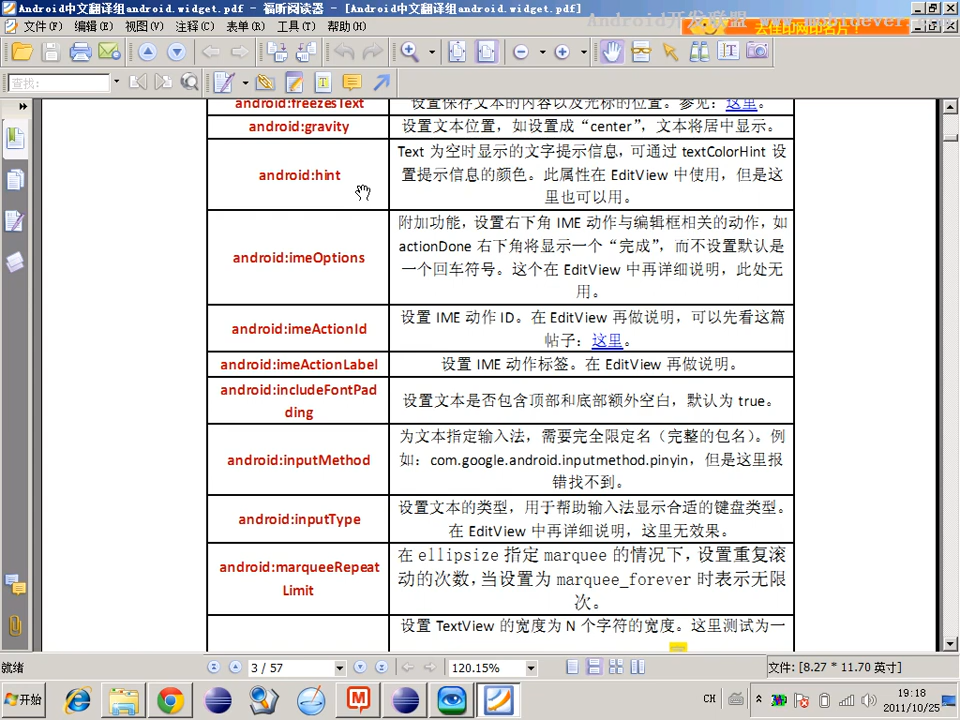 Android中文翻译组android.widget.pdf - 福昕阅读器 - [Android中文翻译组android.widget.pdf]
文件(F) 编辑(E) 视图(V) 注释(C) 表单(R) 工具(T) 帮助(H)
查找:
android:freezesText
设置保存文本的内容以及光标的位置。参见：这里。
android:gravity
设置文本位置，如设置成“center”，文本将居中显示。
android:hint
Text 为空时显示的文字提示信息，可通过 textColorHint 设
置提示信息的颜色。此属性在 EditView 中使用，但是这
里也可以用。
android:imeOptions
附加功能，设置右下角 IME 动作与编辑框相关的动作，如
actionDone 右下角将显示一个“完成”，而不设置默认是
一个回车符号。这个在 EditView 中再详细说明，此处无
用。
android:imeActionId
设置 IME 动作 ID。在 EditView 再做说明，可以先看这篇
帖子：这里。
android:imeActionLabel
设置 IME 动作标签。在 EditView 再做说明。
android:includeFontPad
ding
设置文本是否包含顶部和底部额外空白，默认为 true。
android:inputMethod
为文本指定输入法，需要完全限定名（完整的包名）。例
如：com.google.android.inputmethod.pinyin，但是这里报
错找不到。
android:inputType
设置文本的类型，用于帮助输入法显示合适的键盘类型。
在 EditView 中再详细说明，这里无效果。
android:marqueeRepeat
Limit
在 ellipsize 指定 marquee 的情况下，设置重复滚
动的次数，当设置为 marquee_forever 时表示无限
次。
设置 TextView 的宽度为 N 个字符的宽度。这里测试为一
就绪
3 / 57
120.15%
文件: [8.27 * 11.70 英寸]
开始
CH
19:18
2011/10/25